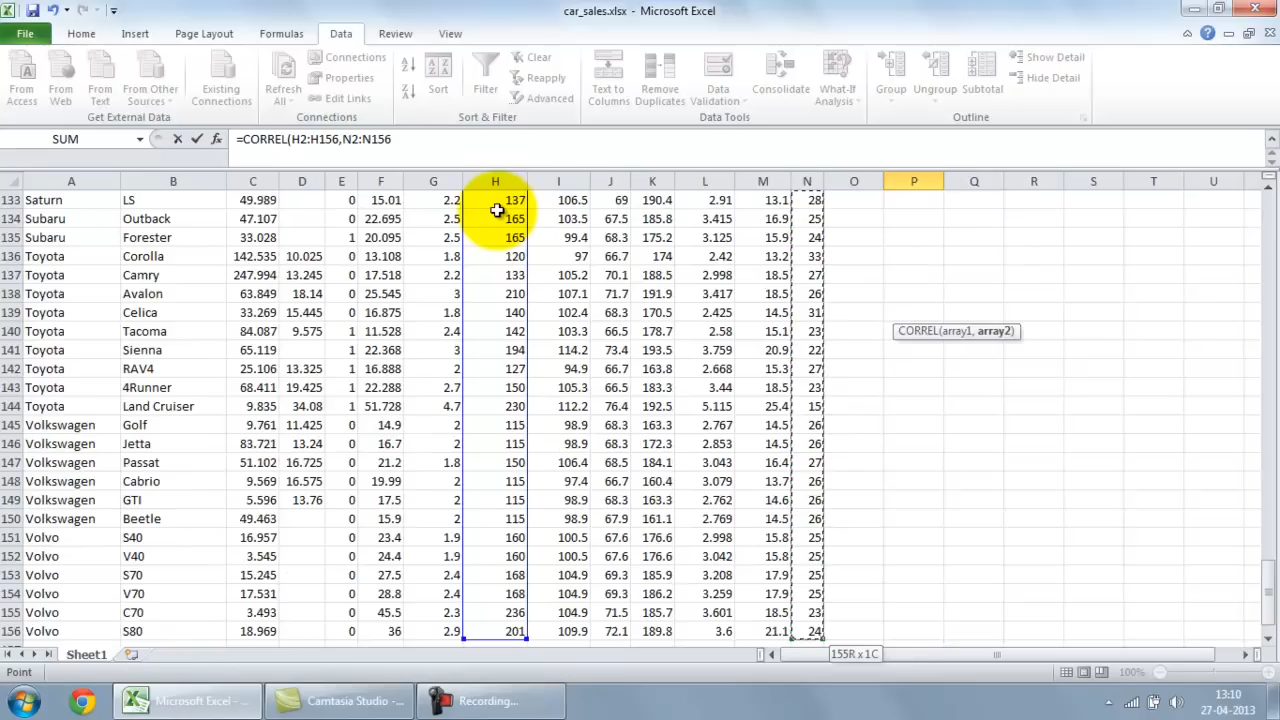 car_sales.xlsx - Microsoft Excel
File Home Insert Page Layout Formulas Data Review View
From Access From Web From Text From Other Sources Existing Connections Refresh All Connections Properties Edit Links Sort Filter Clear Reapply Advanced Text to Columns Remove Duplicates Data Validation Consolidate What-If Analysis Group Ungroup Subtotal Show Detail Hide Detail
Get External Data Connections Sort & Filter Data Tools Outline
SUM fx =CORREL(H2:H156,N2:N156
A B C D E F G H I J K L M N O P Q R S T U
133 Saturn LS 49.989 0 15.01 2.2 137 106.5 69 190.4 2.91 13.1 28
134 Subaru Outback 47.107 0 22.695 2.5 165 103.5 67.5 185.8 3.415 16.9 25
135 Subaru Forester 33.028 1 20.095 2.5 165 99.4 68.3 175.2 3.125 15.9 24
136 Toyota Corolla 142.535 10.025 0 13.108 1.8 120 97 66.7 174 2.42 13.2 33
137 Toyota Camry 247.994 13.245 0 17.518 2.2 133 105.2 70.1 188.5 2.998 18.5 27
138 Toyota Avalon 63.849 18.14 0 25.545 3 210 107.1 71.7 191.9 3.417 18.5 26
139 Toyota Celica 33.269 15.445 0 16.875 1.8 140 102.4 68.3 170.5 2.425 14.5 31
140 Toyota Tacoma 84.087 9.575 1 11.528 2.4 142 103.3 66.5 178.7 2.58 15.1 23
CORREL(array1, array2)
141 Toyota Sienna 65.119 1 22.368 3 194 114.2 73.4 193.5 3.759 20.9 22
142 Toyota RAV4 25.106 13.325 1 16.888 2 127 94.9 66.7 163.8 2.668 15.3 27
143 Toyota 4Runner 68.411 19.425 1 22.288 2.7 150 105.3 66.5 183.3 3.44 18.5 23
144 Toyota Land Cruiser 9.835 34.08 1 51.728 4.7 230 112.2 76.4 192.5 5.115 25.4 15
145 Volkswagen Golf 9.761 11.425 0 14.9 2 115 98.9 68.3 163.3 2.767 14.5 26
146 Volkswagen Jetta 83.721 13.24 0 16.7 2 115 98.9 68.3 172.3 2.853 14.5 26
147 Volkswagen Passat 51.102 16.725 0 21.2 1.8 150 106.4 68.5 184.1 3.043 16.4 27
148 Volkswagen Cabrio 9.569 16.575 0 19.99 2 115 97.4 66.7 160.4 3.079 13.7 26
149 Volkswagen GTI 5.596 13.76 0 17.5 2 115 98.9 68.3 163.3 2.762 14.6 26
150 Volkswagen Beetle 49.463 0 15.9 2 115 98.9 67.9 161.1 2.769 14.5 26
151 Volvo S40 16.957 0 23.4 1.9 160 100.5 67.6 176.6 2.998 15.8 25
152 Volvo V40 3.545 0 24.4 1.9 160 100.5 67.6 176.6 3.042 15.8 25
153 Volvo S70 15.245 0 27.5 2.4 168 104.9 69.3 185.9 3.208 17.9 25
154 Volvo V70 17.531 0 28.8 2.4 168 104.9 69.3 186.2 3.259 17.9 25
155 Volvo C70 3.493 0 45.5 2.3 236 104.9 71.5 185.7 3.601 18.5 23
156 Volvo S80 18.969 0 36 2.9 201 109.9 72.1 189.8 3.6 21.1 24
Sheet1 155R x 1C
Point 100%
Microsoft Excel - ... Camtasia Studio -... Recording... 13:10
27-04-2013